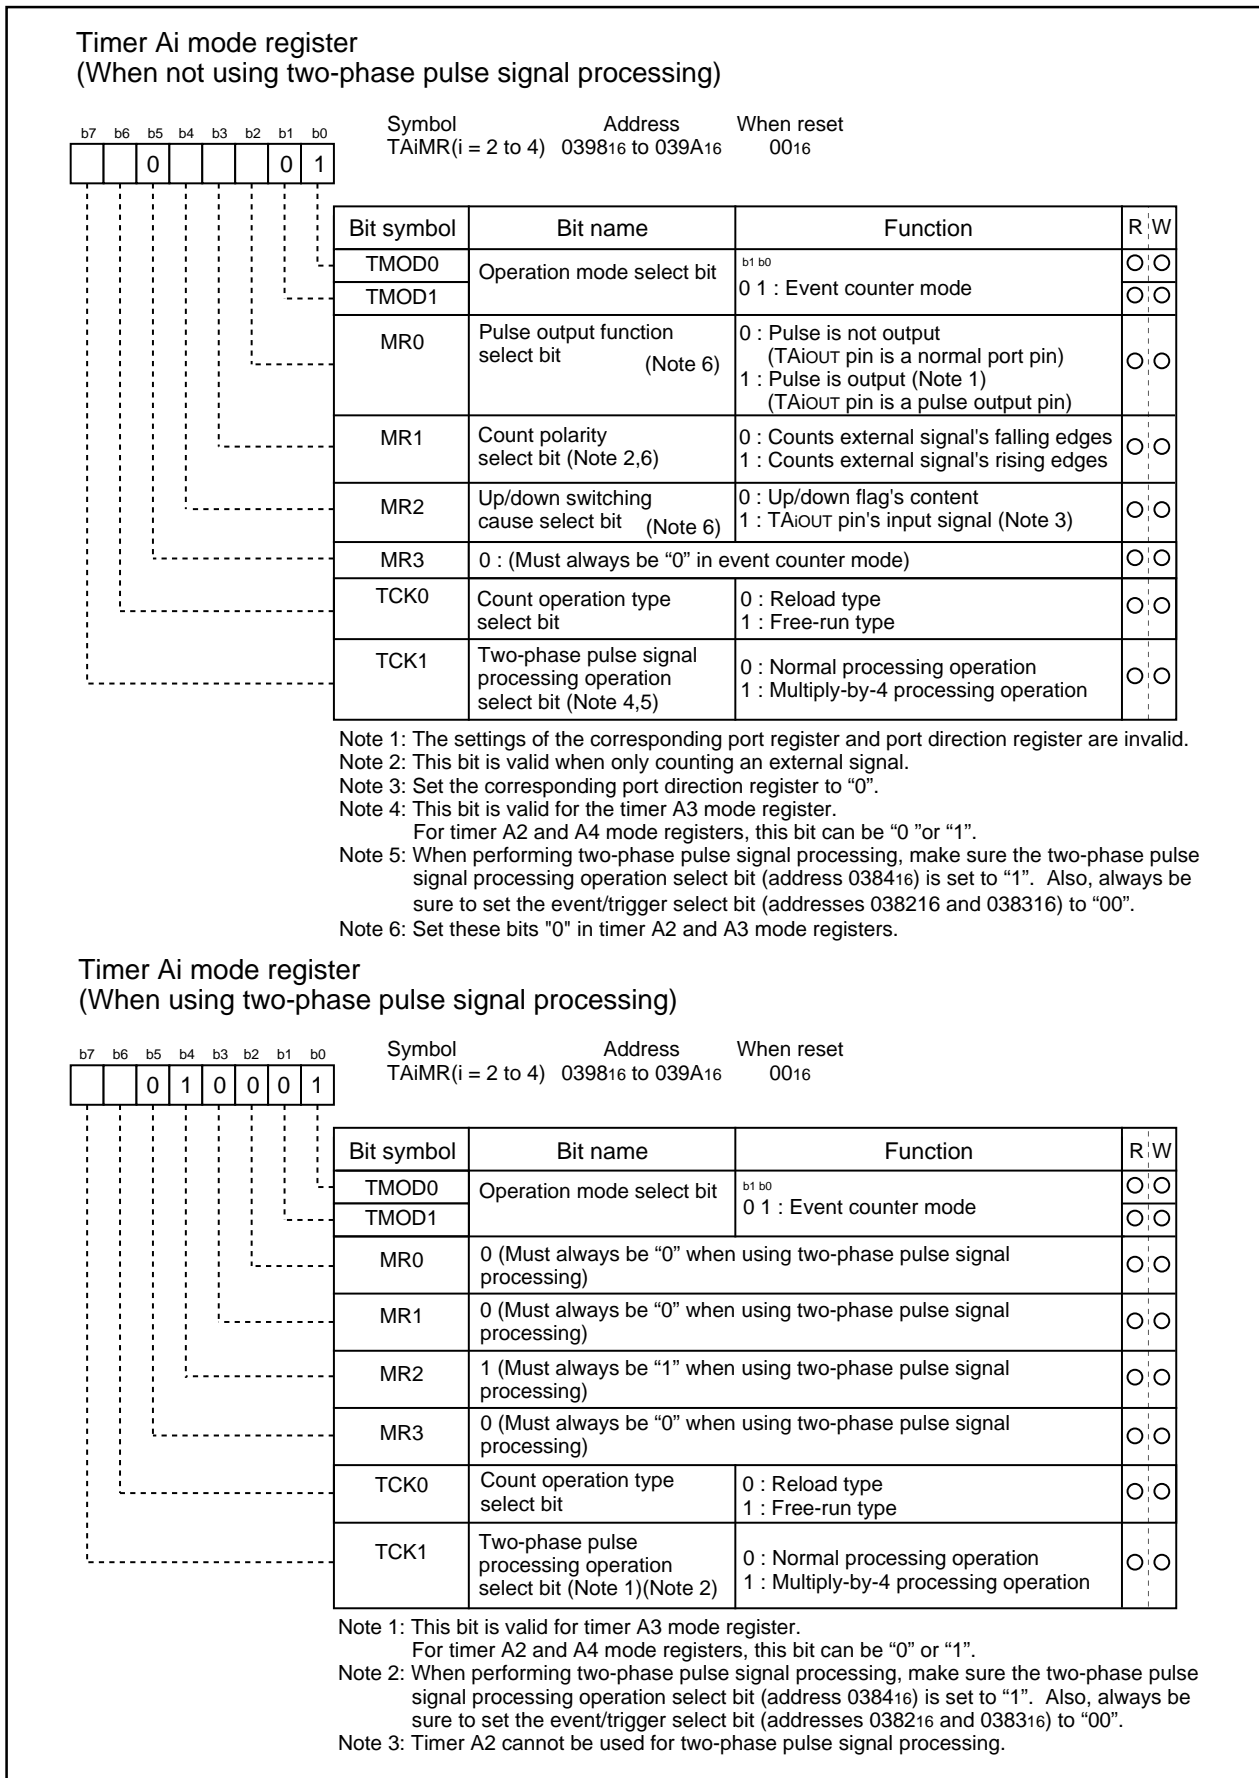 Timer Ai mode register
(When not using two-phase pulse signal processing)
Symbol Address When reset
TAiMR(i = 2 to 4) 039816 to 039A16 0016
b7 b6 b5 b4 b3 b2 b1 b0
0 0 1
Bit symbol Bit name Function R W
TMOD0 Operation mode select bit b1 b0
TMOD1 0 1 : Event counter mode
MR0 Pulse output function 0 : Pulse is not output
select bit (Note 6) (TAiOUT pin is a normal port pin)
1 : Pulse is output (Note 1)
(TAiOUT pin is a pulse output pin)
MR1 Count polarity 0 : Counts external signal's falling edges
select bit (Note 2,6) 1 : Counts external signal's rising edges
MR2 Up/down switching 0 : Up/down flag's content
cause select bit (Note 6) 1 : TAiOUT pin's input signal (Note 3)
MR3 0 : (Must always be “0” in event counter mode)
TCK0 Count operation type 0 : Reload type
select bit 1 : Free-run type
TCK1 Two-phase pulse signal 0 : Normal processing operation
processing operation 1 : Multiply-by-4 processing operation
select bit (Note 4,5)
Note 1: The settings of the corresponding port register and port direction register are invalid.
Note 2: This bit is valid when only counting an external signal.
Note 3: Set the corresponding port direction register to “0”.
Note 4: This bit is valid for the timer A3 mode register.
For timer A2 and A4 mode registers, this bit can be “0 ”or “1”.
Note 5: When performing two-phase pulse signal processing, make sure the two-phase pulse
signal processing operation select bit (address 038416) is set to “1”. Also, always be
sure to set the event/trigger select bit (addresses 038216 and 038316) to “00”.
Note 6: Set these bits "0" in timer A2 and A3 mode registers.
Timer Ai mode register
(When using two-phase pulse signal processing)
Symbol Address When reset
TAiMR(i = 2 to 4) 039816 to 039A16 0016
b7 b6 b5 b4 b3 b2 b1 b0
0 1 0 0 0 1
Bit symbol Bit name Function R W
TMOD0 Operation mode select bit b1 b0
TMOD1 0 1 : Event counter mode
MR0 0 (Must always be “0” when using two-phase pulse signal
processing)
MR1 0 (Must always be “0” when using two-phase pulse signal
processing)
MR2 1 (Must always be “1” when using two-phase pulse signal
processing)
MR3 0 (Must always be “0” when using two-phase pulse signal
processing)
TCK0 Count operation type 0 : Reload type
select bit 1 : Free-run type
TCK1 Two-phase pulse 0 : Normal processing operation
processing operation 1 : Multiply-by-4 processing operation
select bit (Note 1)(Note 2)
Note 1: This bit is valid for timer A3 mode register.
For timer A2 and A4 mode registers, this bit can be “0” or “1”.
Note 2: When performing two-phase pulse signal processing, make sure the two-phase pulse
signal processing operation select bit (address 038416) is set to “1”. Also, always be
sure to set the event/trigger select bit (addresses 038216 and 038316) to “00”.
Note 3: Timer A2 cannot be used for two-phase pulse signal processing.